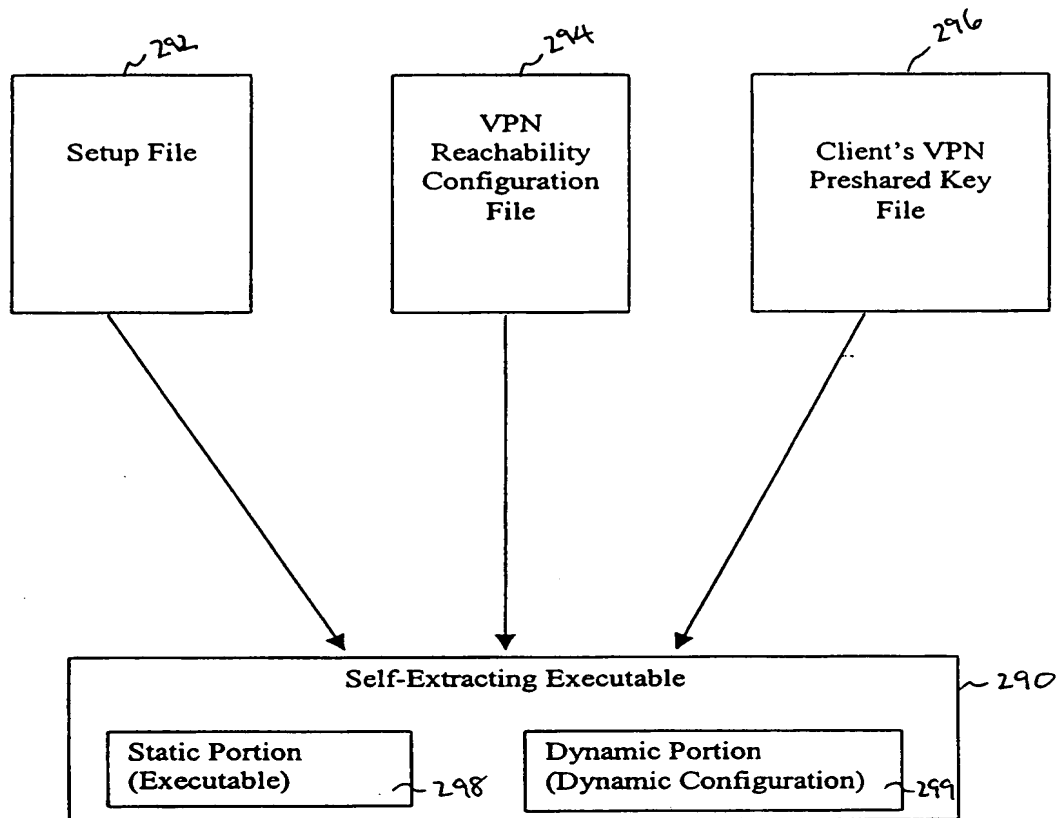 292
294
296
Setup File
VPN
Reachability
Configuration
File
Client's VPN
Preshared Key
File
Self-Extracting Executable
290
Static Portion
(Executable)
298
Dynamic Portion
(Dynamic Configuration)
299